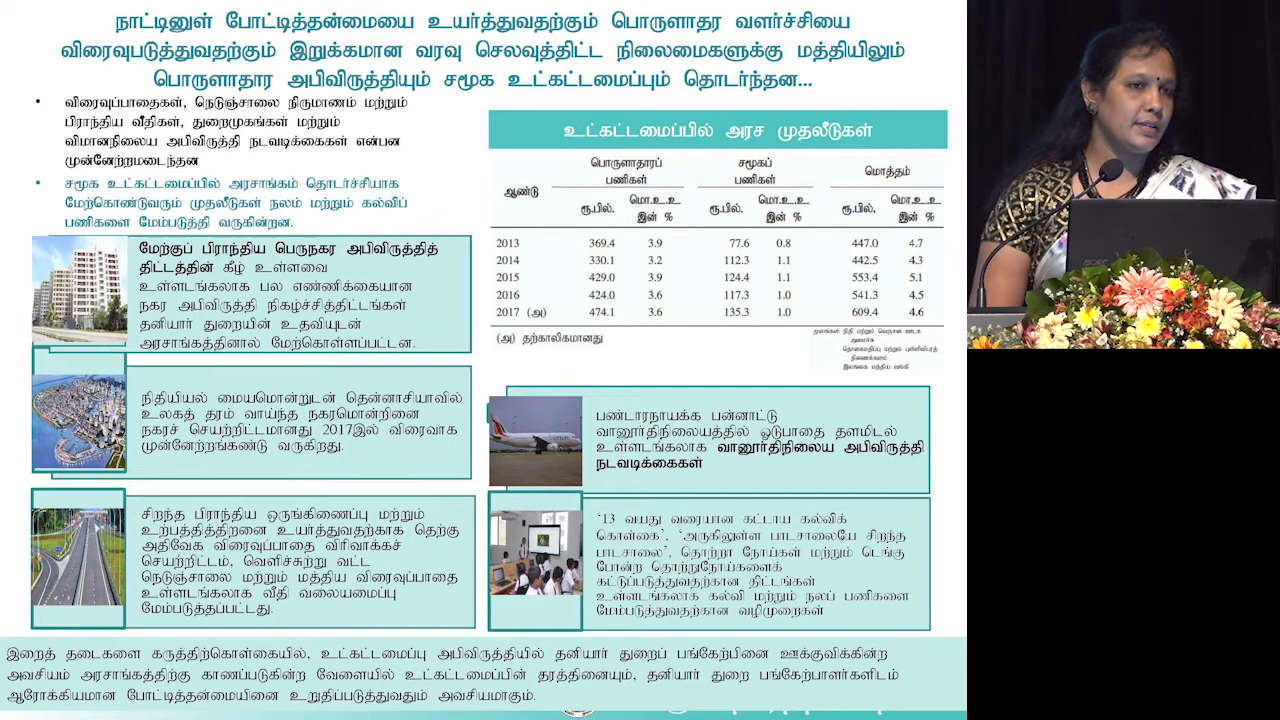 நாட்டினுள் போட்டித்தன்மையை உயர்த்துவதற்கும் பொருளாதர வளர்ச்சியை
விரைவுபடுத்துவதற்கும் இறுக்கமான வரவு செலவுத்திட்ட நிலைமைகளுக்கு மத்தியிலும்
பொருளாதார அபிவிருத்தியும் சமூக உட்கட்டமைப்பும் தொடர்ந்தன...
• விரைவுப்பாதைகள், நெடுஞ்சாலை நிருமாணம் மற்றும்
பிராந்திய வீதிகள், துறைமுகங்கள் மற்றும்
விமானநிலைய அபிவிருத்தி நடவடிக்கைகள் என்பன
முன்னேற்றமடைந்தன
• சமூக உட்கட்டமைப்பில் அரசாங்கம் தொடர்ச்சியாக
மேற்கொண்டுவரும் முதலீடுகள் நலம் மற்றும் கல்விப்
பணிகளை மேம்படுத்தி வருகின்றன.
மேற்குப் பிராந்திய பெருநகர அபிவிருத்தித்
திட்டத்தின் கீழ் உள்ளவை
உள்ளடங்கலாக பல எண்ணிக்கையான
நகர அபிவிருத்தி நிகழ்ச்சித்திட்டங்கள்
தனியார் துறையின் உதவியுடன்
அரசாங்கத்தினால் மேற்கொள்ளப்பட்டன.
நிதியியல் மையமொன்றுடன் தென்னாசியாவில்
உலகத் தரம் வாய்ந்த நகரமொன்றினை
நகரச் செயற்றிட்டமானது 2017இல் விரைவாக
முன்னேற்றங்கண்டு வருகிறது.
சிறந்த பிராந்திய ஒருங்கிணைப்பு மற்றும்
உற்பத்தித்திறனை உயர்த்துவதற்காக தெற்கு
அதிவேக விரைவுப்பாதை விரிவாக்கச்
செயற்றிட்டம், வெளிச்சுற்று வட்ட
நெடுஞ்சாலை மற்றும் மத்திய விரைவுப்பாதை
உள்ளடங்கலாக வீதி வலையமைப்பு
மேம்படுத்தப்பட்டது.
உட்கட்டமைப்பில் அரச முதலீடுகள்
ஆண்டு பொருளாதாரப் பணிகள் சமூகப் பணிகள் மொத்தம்
ரூ.பில். மொ.உ.உ இன் % ரூ.பில். மொ.உ.உ இன் % ரூ.பில். மொ.உ.உ இன் %
2013 369.4 3.9 77.6 0.8 447.0 4.7
2014 330.1 3.2 112.3 1.1 442.5 4.3
2015 429.0 3.9 124.4 1.1 553.4 5.1
2016 424.0 3.6 117.3 1.0 541.3 4.5
2017 (அ) 474.1 3.6 135.3 1.0 609.4 4.6
(அ) தற்காலிகமானது
மூலங்கள் நிதி மற்றும் வெகுசன ஊடக
அமைச்சு
தொகைமதிப்பு மற்றும் புள்ளிவிபரத்
திணைக்களம்
இலங்கை மத்திய வங்கி
பண்டாரநாயக்க பன்னாட்டு
வானூர்திநிலையத்தில் ஓடுபாதை தளமிடல்
உள்ளடங்கலாக வானூர்திநிலைய அபிவிருத்தி
நடவடிக்கைகள்
‘13 வயது வரையான கட்டாய கல்விக்
கொள்கை’, ‘அருகிலுள்ள பாடசாலையே சிறந்த
பாடசாலை’, தொற்றா நோய்கள் மற்றும் டெங்கு
போன்ற தொற்றுநோய்களைக்
கட்டுப்படுத்துவதற்கான திட்டங்கள்
உள்ளடங்கலாக கல்வி மற்றும் நலப் பணிகளை
மேம்படுத்துவதற்கான வழிமுறைகள்
இறைத் தடைகளை கருத்திற்கொள்கையில், உட்கட்டமைப்பு அபிவிருத்தியில் தனியார் துறைப் பங்கேற்பினை ஊக்குவிக்கின்ற
அவசியம் அரசாங்கத்திற்கு காணப்படுகின்ற வேளையில் உட்கட்டமைப்பின் தரத்தினையும், தனியார் துறை பங்கேற்பாளர்களிடம்
ஆரோக்கியமான போட்டித்தன்மையினை உறுதிப்படுத்துவதும் அவசியமாகும்.